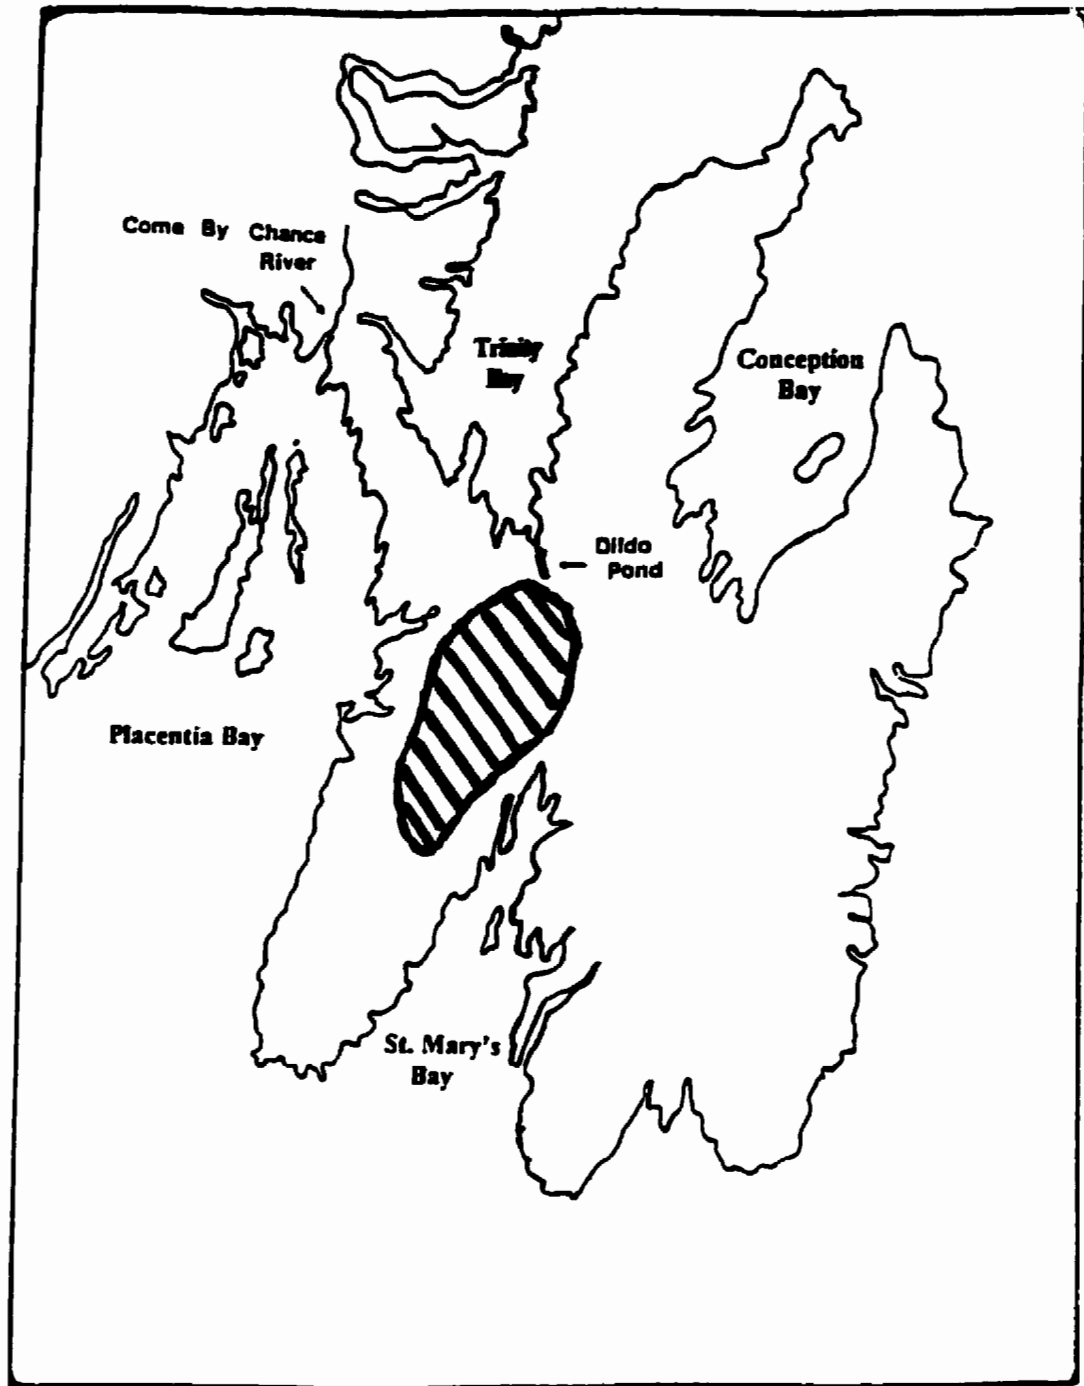 Come By Chance
River
Trinity
Bay
Conception
Bay
Dildo
Pond
Placentia Bay
St. Mary's
Bay